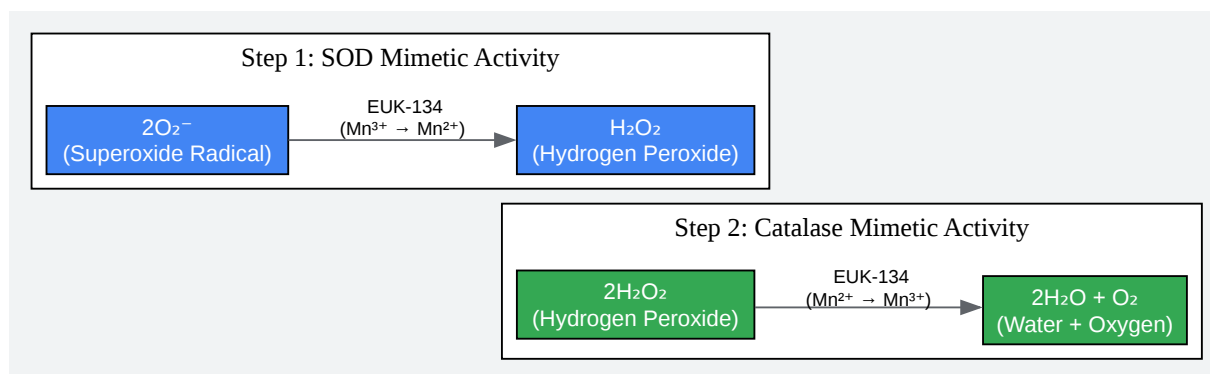 Step 1: SOD Mimetic Activity
2O₂⁻
(Superoxide Radical)
EUK-134
(Mn³⁺ → Mn²⁺)
H₂O₂
(Hydrogen Peroxide)
Step 2: Catalase Mimetic Activity
2H₂O₂
(Hydrogen Peroxide)
EUK-134
(Mn²⁺ → Mn³⁺)
2H₂O + O₂
(Water + Oxygen)